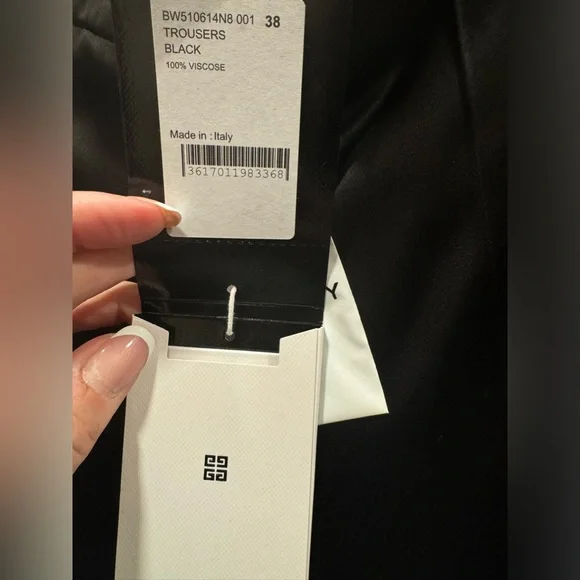 BW510614N8 001 38
TROUSERS
BLACK
100% VISCOSE
Made in : Italy
3617011983368
Y